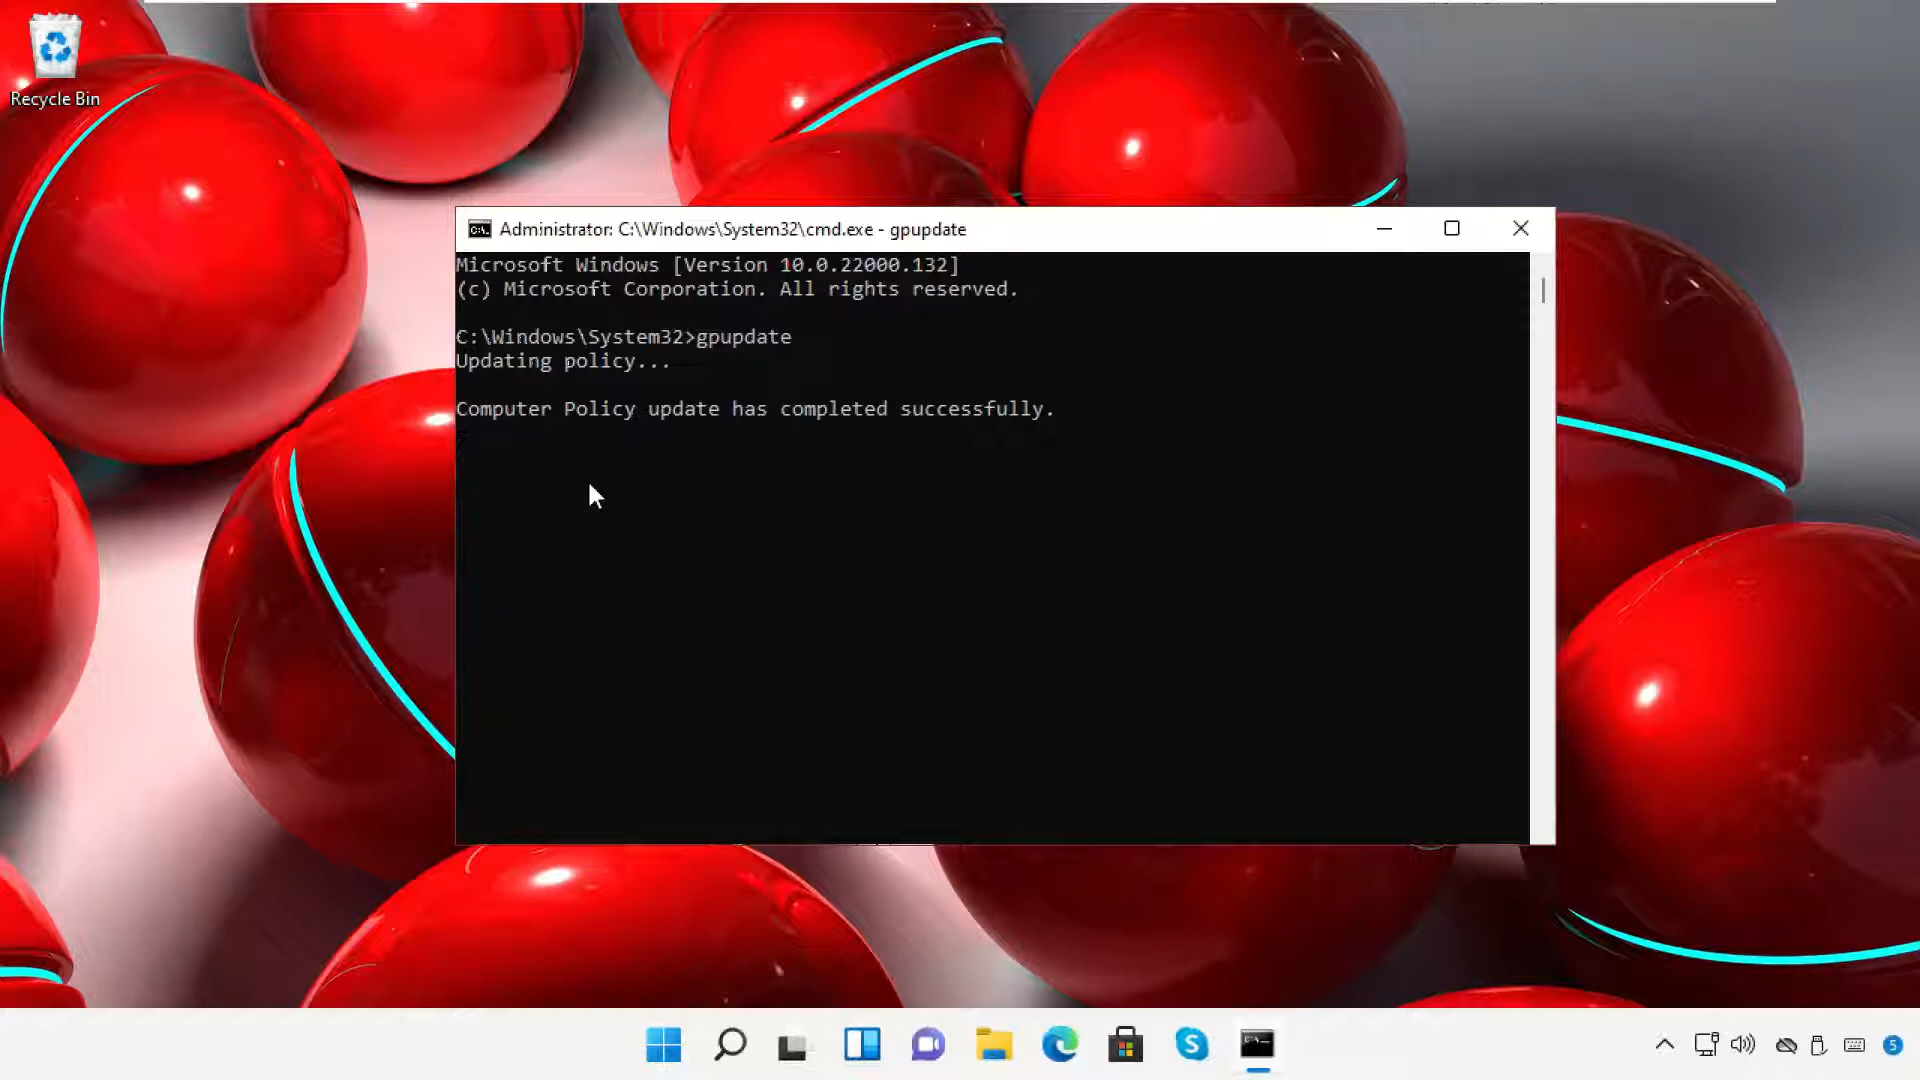 Recycle Bin
Administrator: C:\Windows\System32\cmd.exe - gpupdate
Microsoft Windows [Version 10.0.22000.132]
(c) Microsoft Corporation. All rights reserved.
C:\Windows\System32>gpupdate
Updating policy...
Computer Policy update has completed successfully.
5